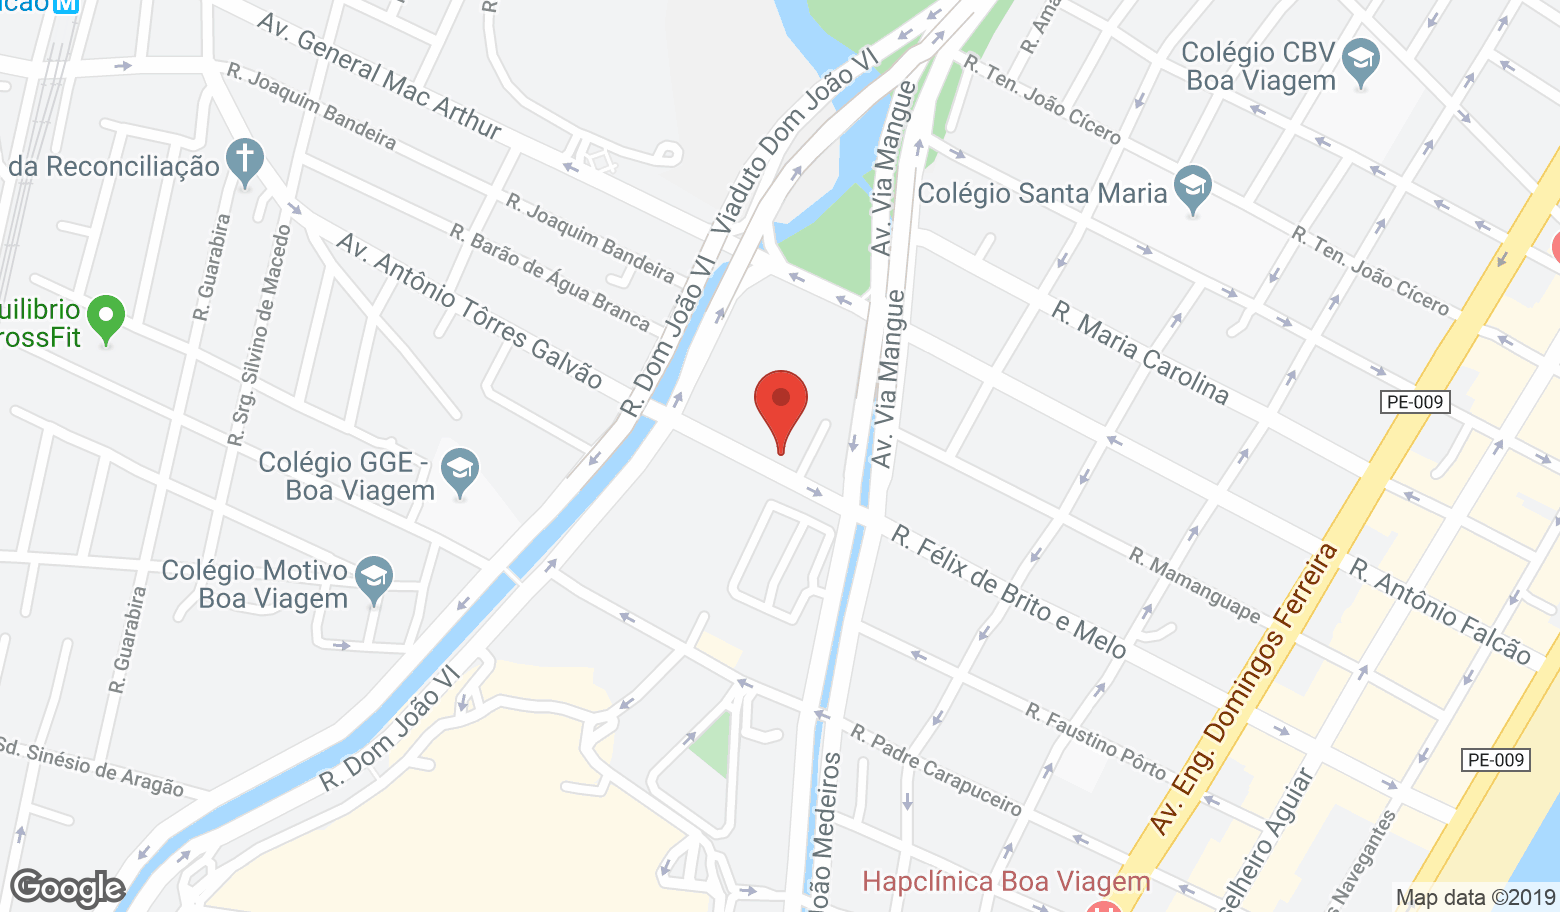 cao M
R.
R. Ama
Av. General Mac Arthur
Viaduto Dom João VI
Colégio CBV
Boa Viagem
R. Joaquim Bandeira
R. Ten. João Cícero
Av. Via Mangue
da Reconciliação
Colégio Santa Maria
R. Joaquim Bandeira
R. Guarabira
R. Srg. Silvino de Macedo
R. Barão de Água Branca
Av. Antônio Tôrres Galvão
R. Ten. João Cícero
uilibrio
rossFit
R. Dom João VI
Av. Via Mangue
R. Maria Carolina
PE-009
Colégio GGE -
Boa Viagem
R. Félix de Brito e Melo
R. Mamanguape
Av. Eng. Domingos Ferreira
R. Antônio Falcão
Colégio Motivo
Boa Viagem
R. Guarabira
R. Dom João VI
R. Faustino Pôrto
R. Padre Carapuceiro
PE-009
Sd. Sinésio de Aragão
João Medeiros
selheiro Aguiar
s Navegantes
Hapclínica Boa Viagem
H
Google
Map data ©2019